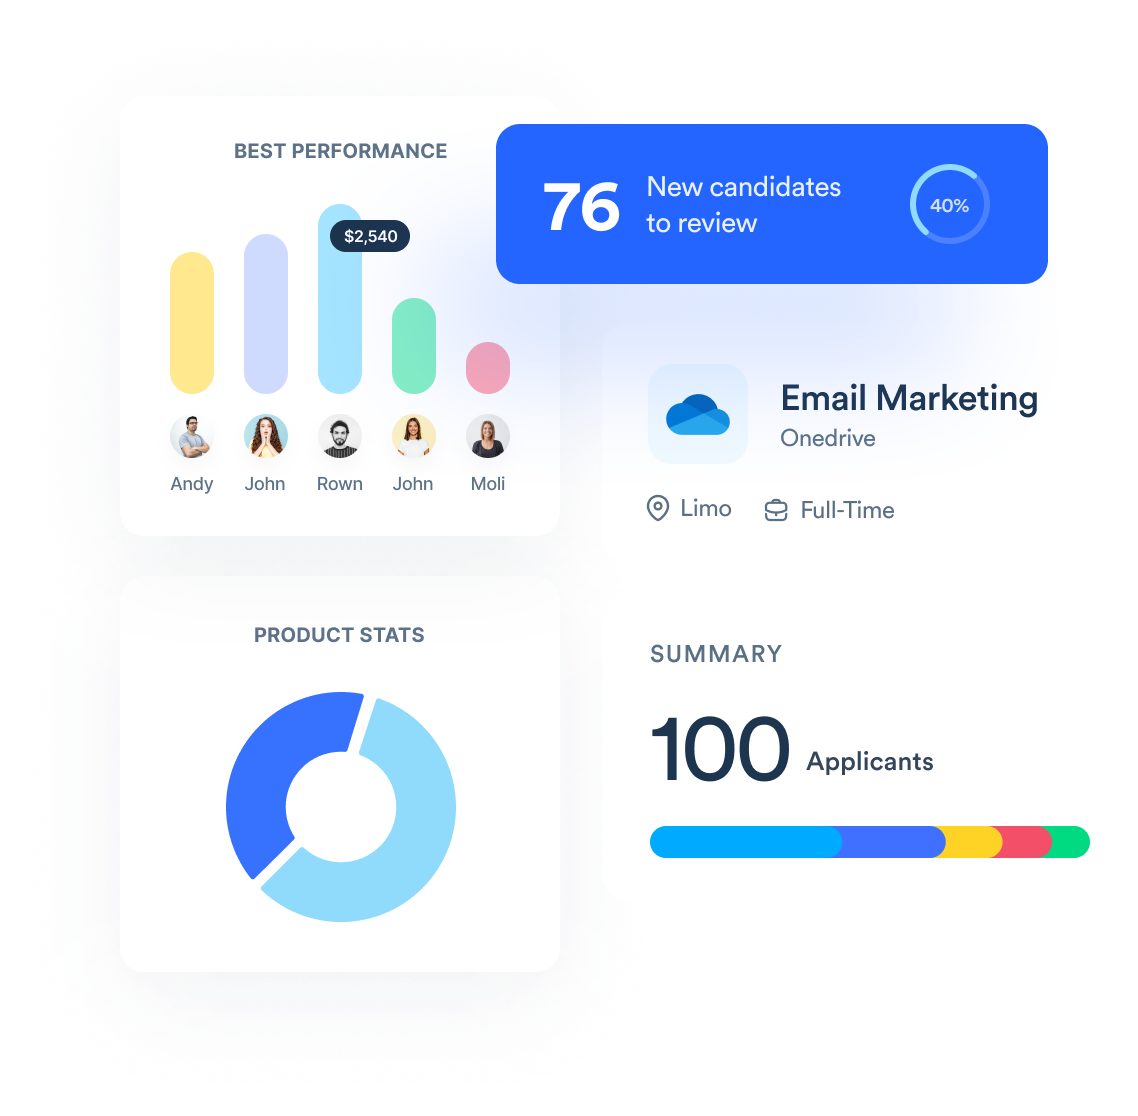 BEST PERFORMANCE
$2,540
Andy
John
Rown
John
Moli
76
New candidates
to review
40%
Email Marketing
Onedrive
Limo
Full-Time
PRODUCT STATS
SUMMARY
100 Applicants